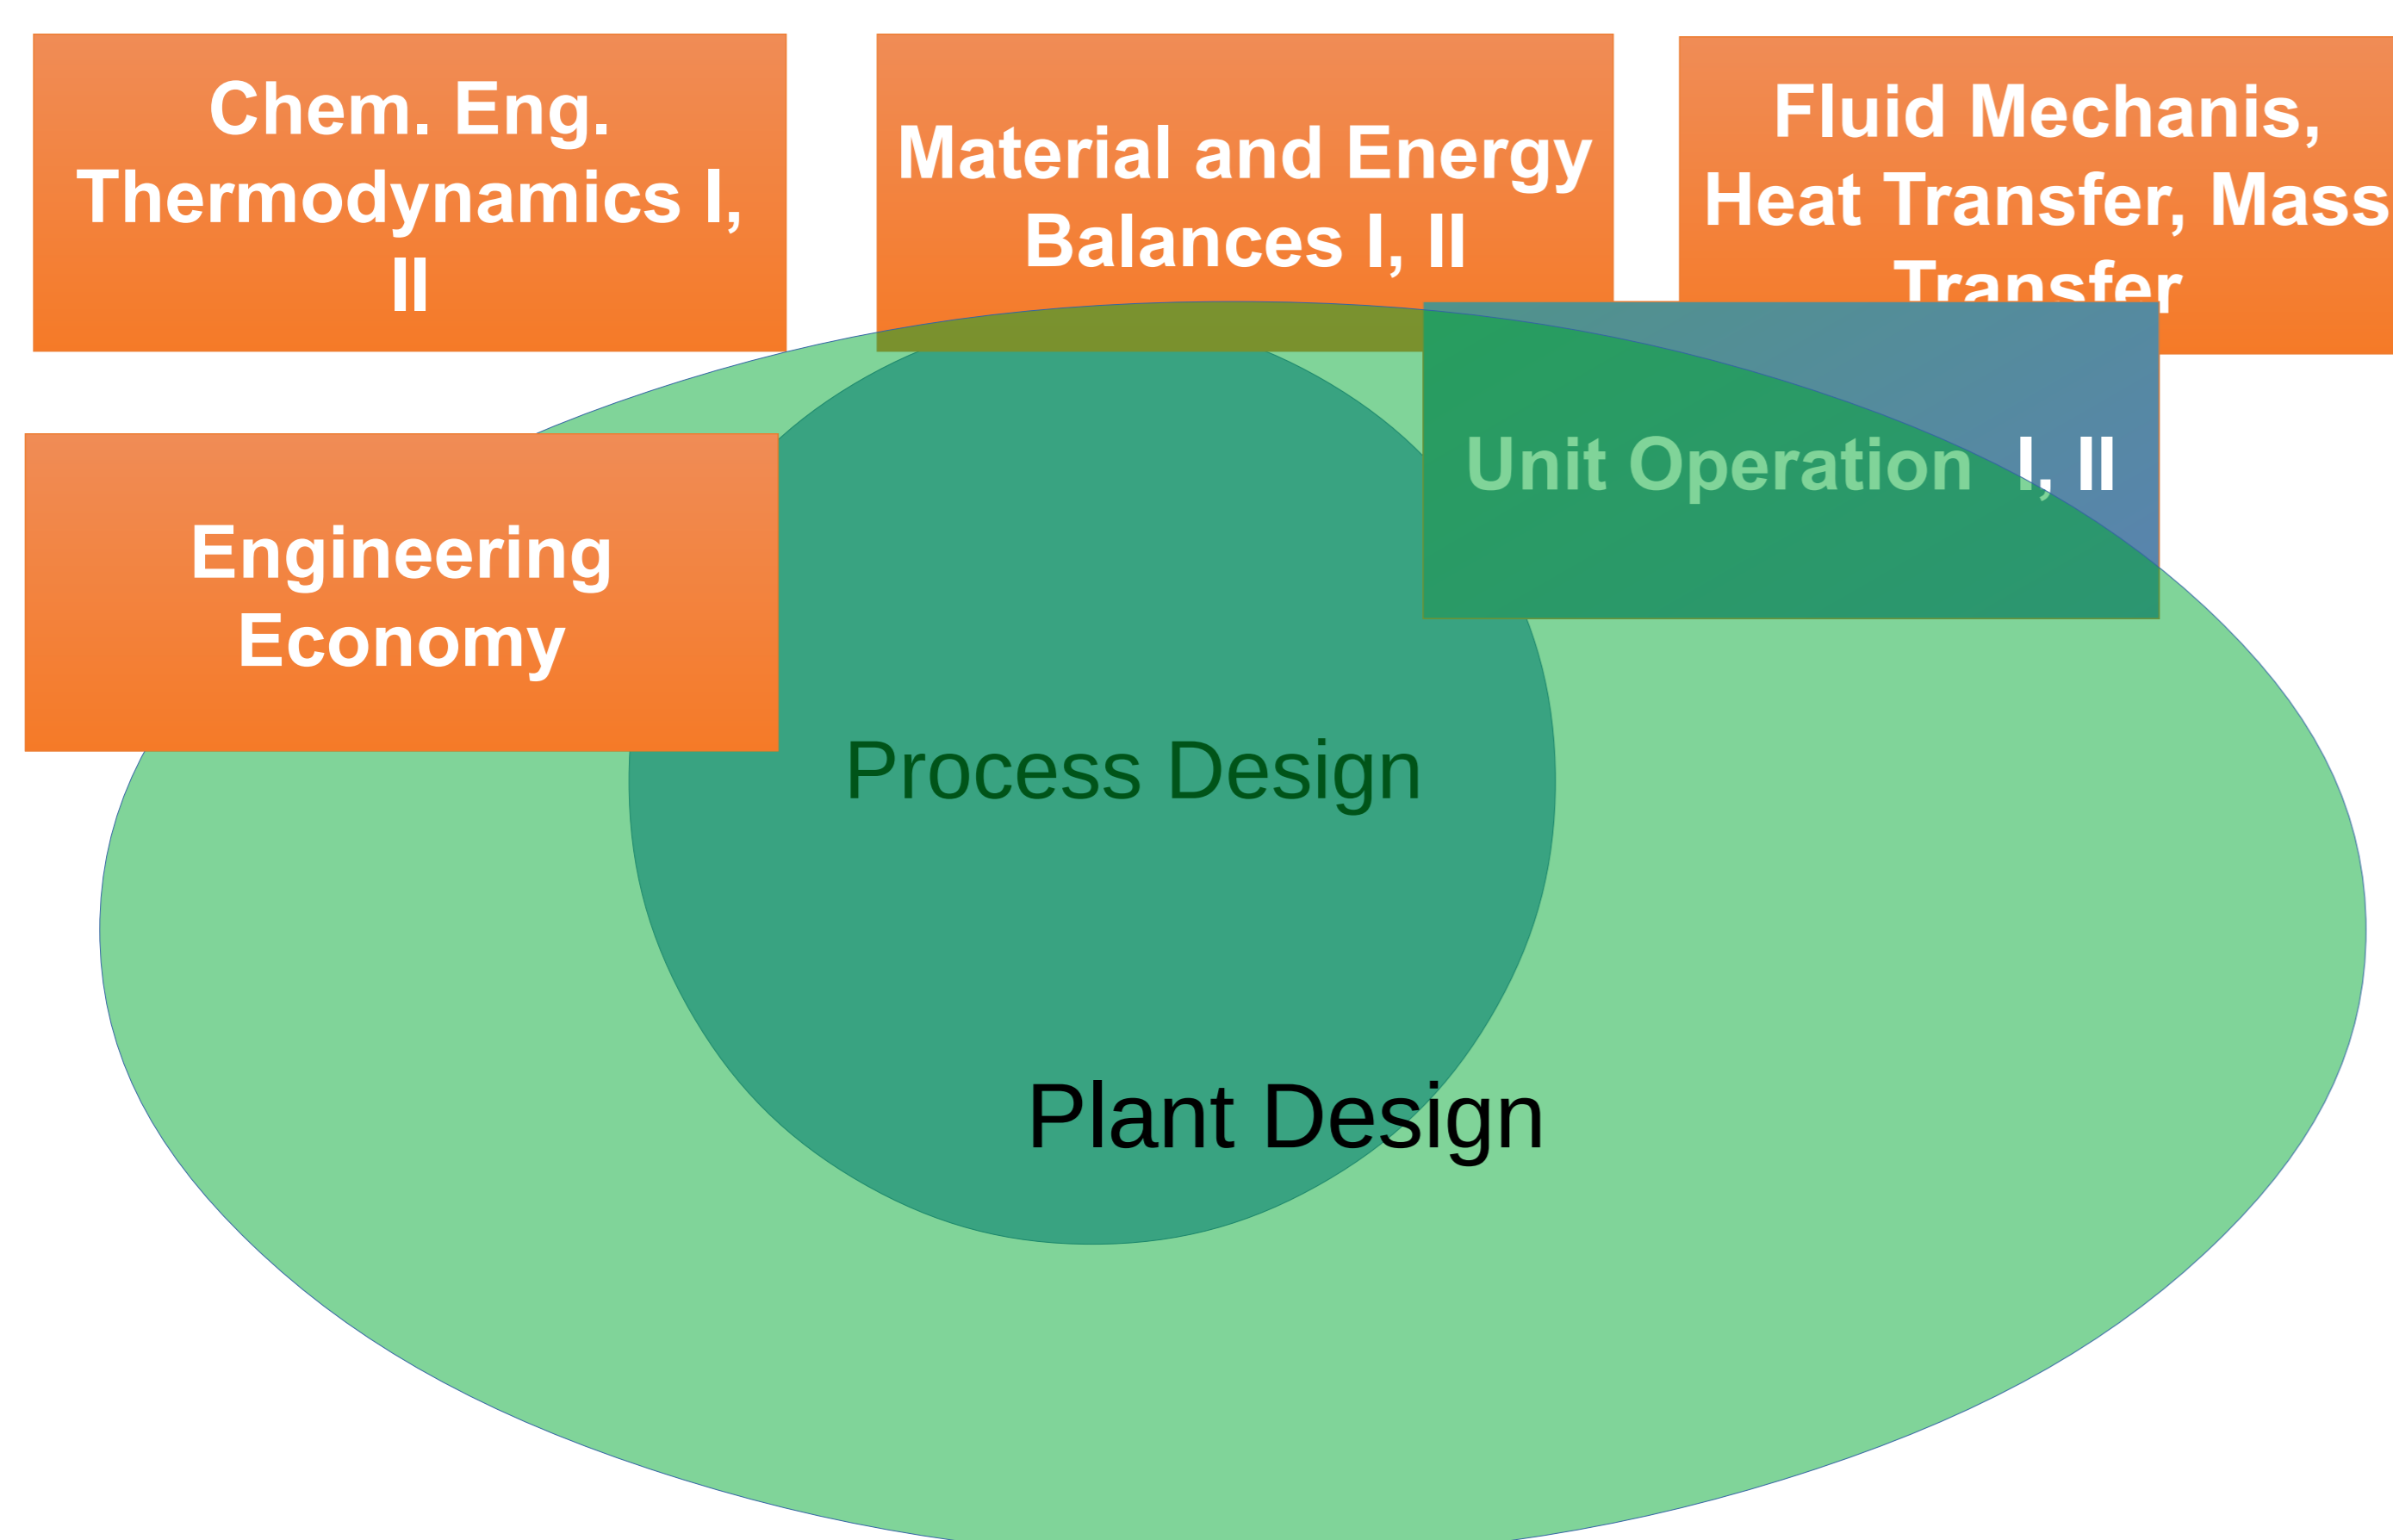 Chem. Eng.
Thermodynamics I,
II
Material and Energy
Balances I, II
Fluid Mechanis,
Heat Transfer, Mass
Transfer
Unit Operation I, II
Engineering
Economy
Process Design
Plant Design